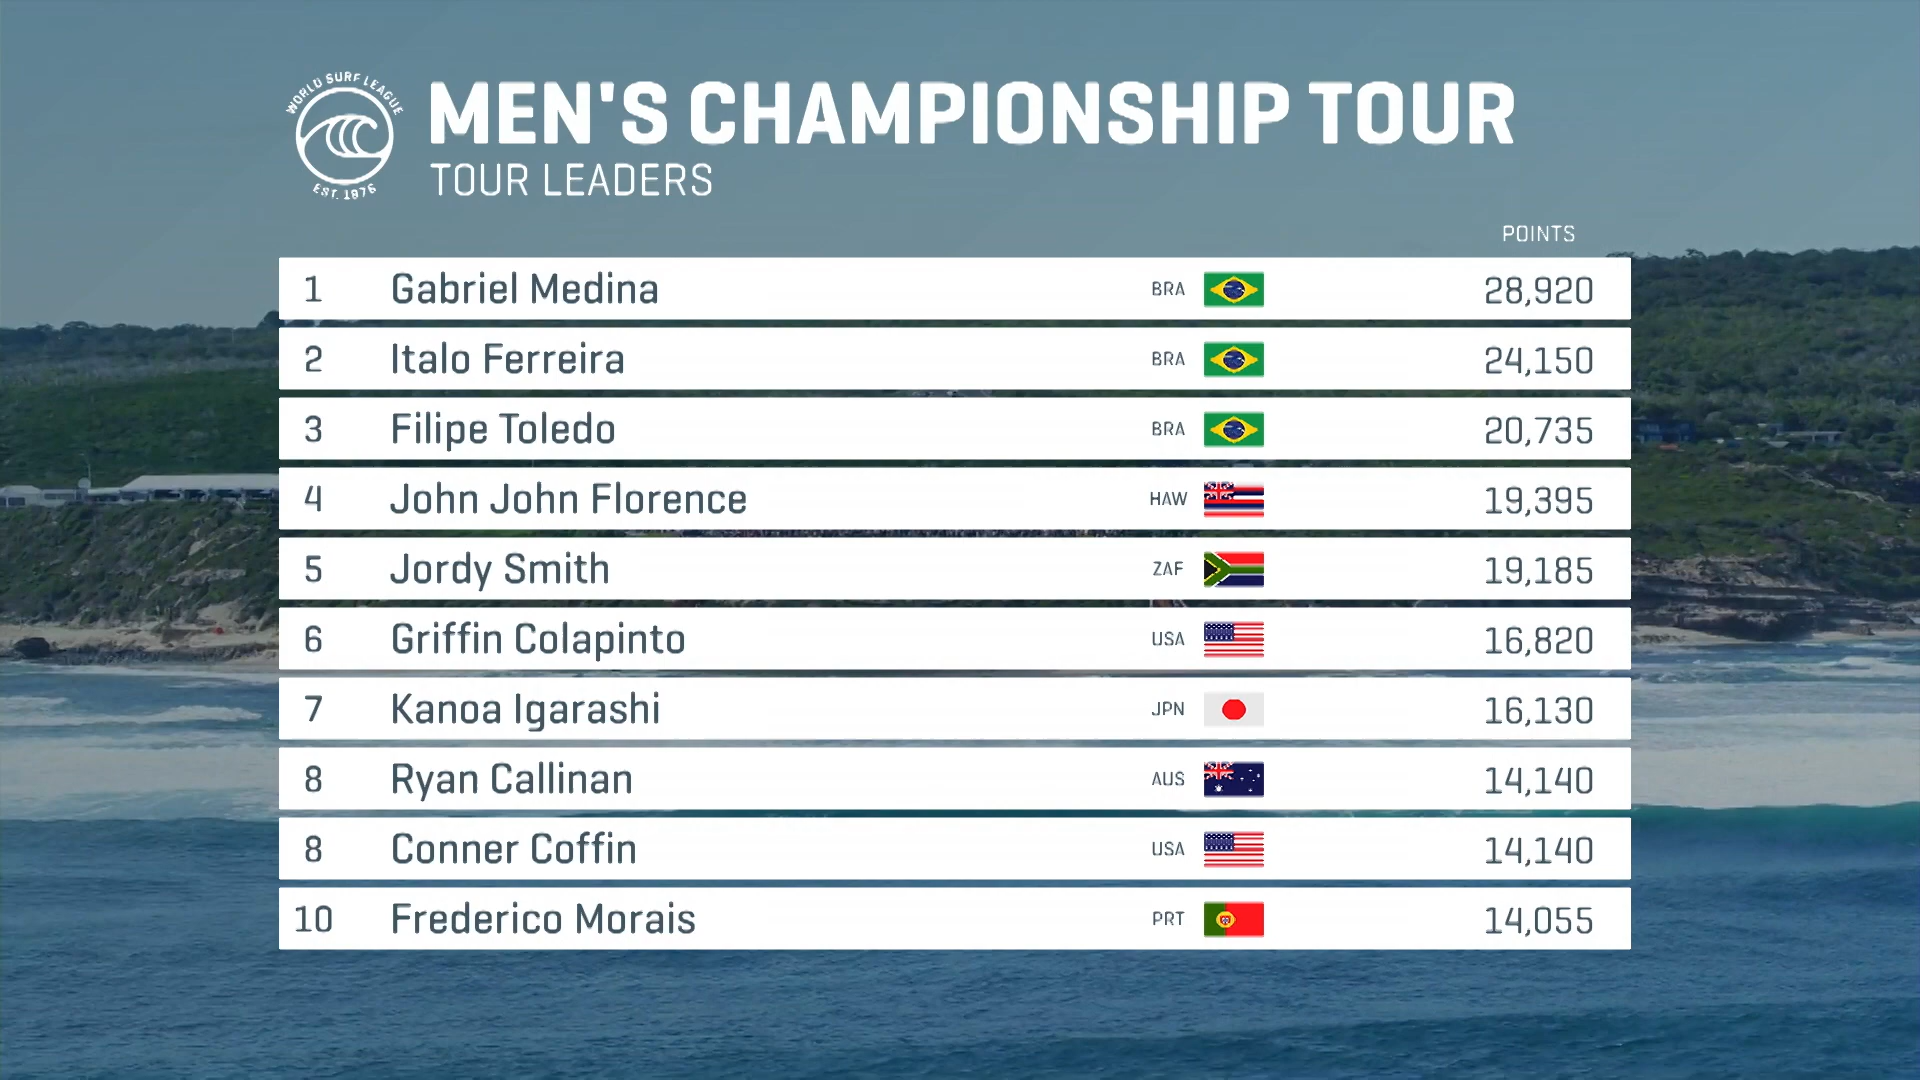 WORLD SURF LEAGUE
EST. 1976
MEN'S CHAMPIONSHIP TOUR
TOUR LEADERS
POINTS
1 Gabriel Medina BRA 28,920
2 Italo Ferreira BRA 24,150
3 Filipe Toledo BRA 20,735
4 John John Florence HAW 19,395
5 Jordy Smith ZAF 19,185
6 Griffin Colapinto USA 16,820
7 Kanoa Igarashi JPN 16,130
8 Ryan Callinan AUS 14,140
8 Conner Coffin USA 14,140
10 Frederico Morais PRT 14,055